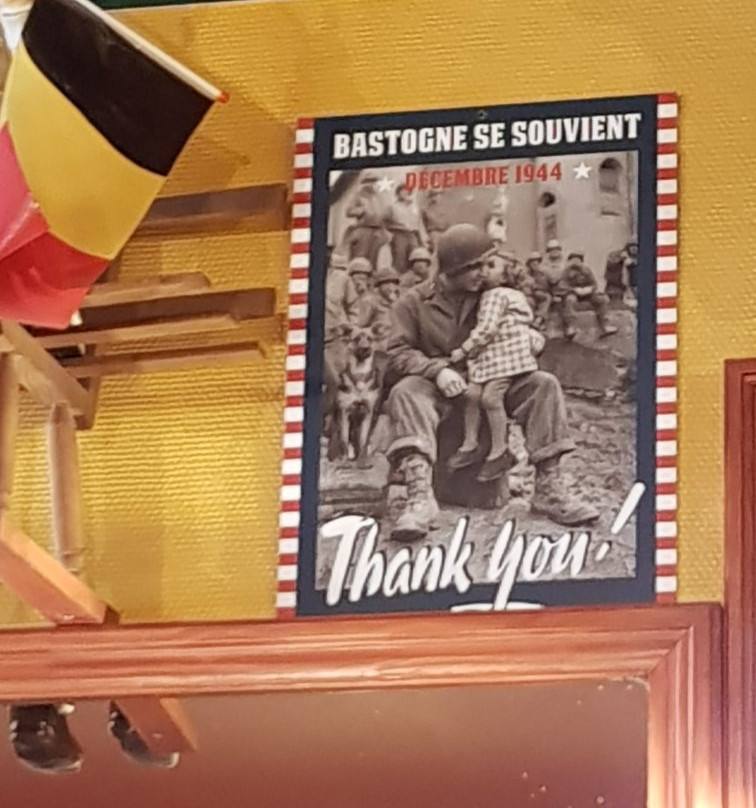 BASTOGNE SE SOUVIENT
DÉCEMBRE 1944
Thank you!